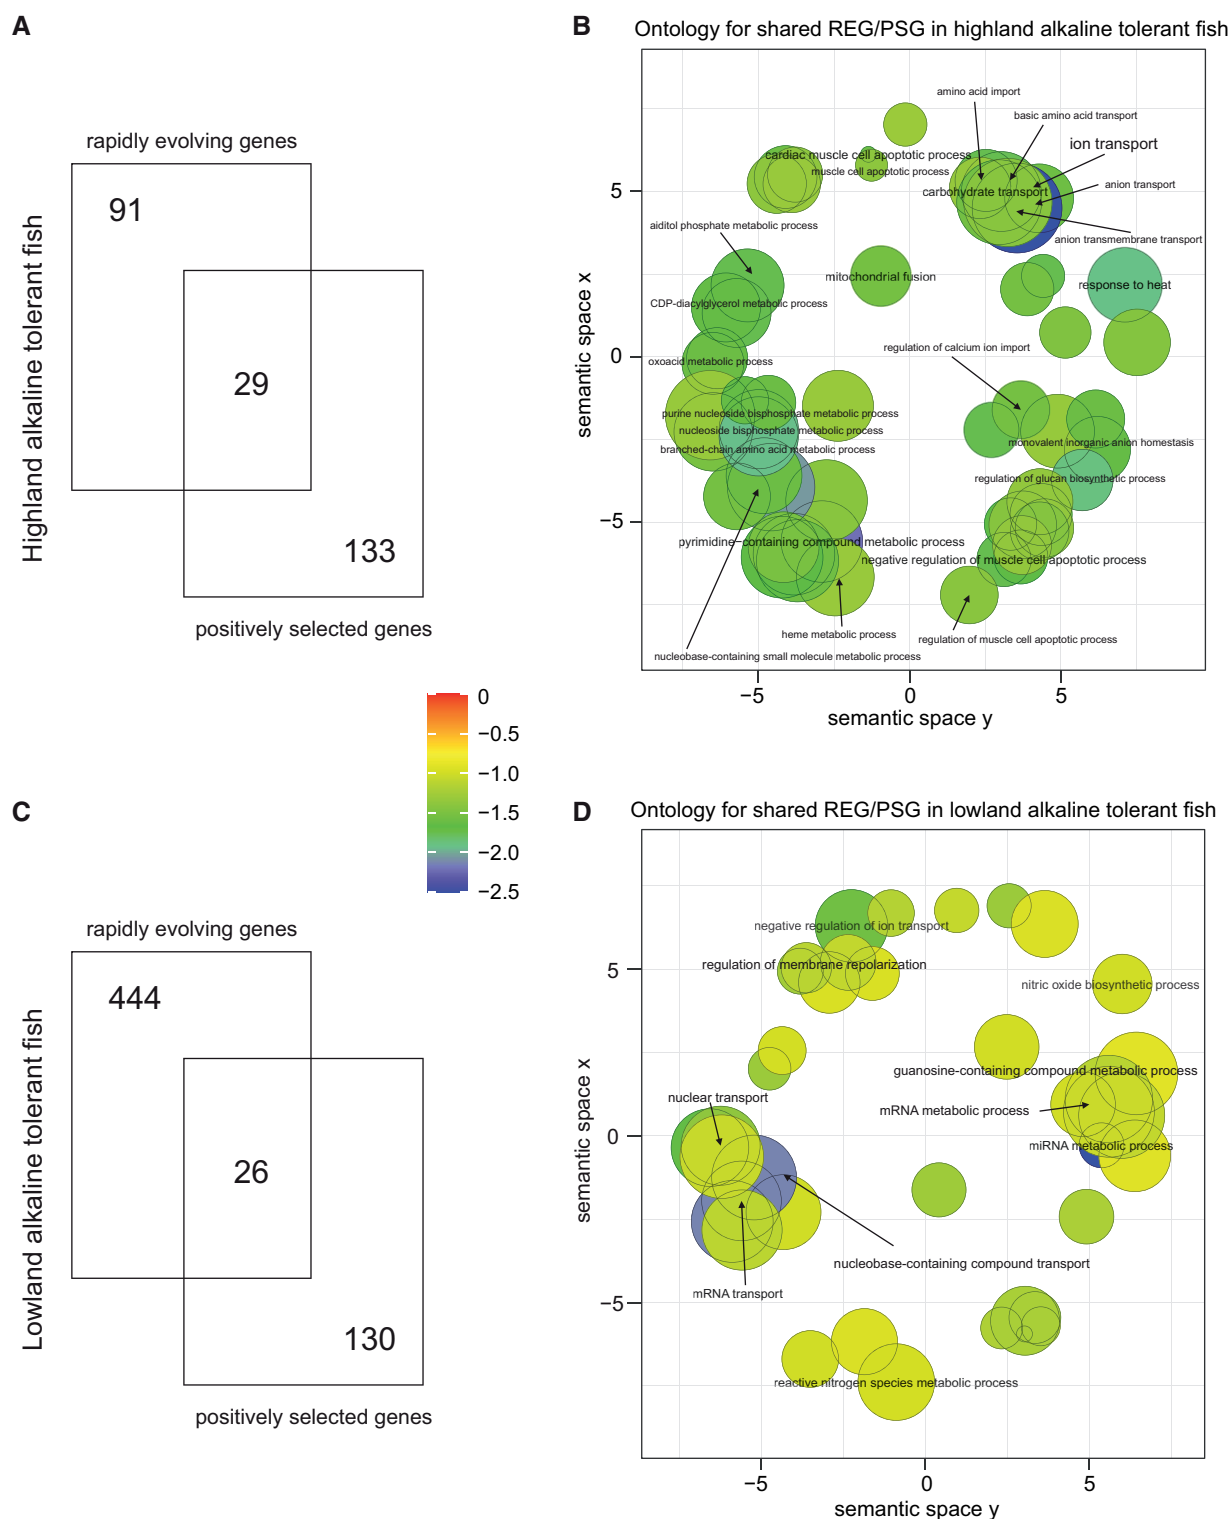 A
rapidly evolving genes
91
29
133
positively selected genes
Highland alkaline tolerant fish
B
Ontology for shared REG/PSG in highland alkaline tolerant fish
amino acid import
basic amino acid transport
ion transport
cardiac muscle cell apoptotic process
muscle cell apoptotic process
anion transport
carbohydrate transport
aiditol phosphate metabolic process
anion transmembrane transport
mitochondrial fusion
response to heat
CDP-diacylglycerol metabolic process
regulation of calcium ion import
oxoacid metabolic process
purine nucleoside bisphosphate metabolic process
nucleoside bisphosphate metabolic process
monovalent inorganic anion homestasis
branched-chain amino acid metabolic process
regulation of glucan biosynthetic process
pyrimidine-containing compound metabolic process
negative regulation of muscle cell apoptotic process
heme metabolic process
regulation of muscle cell apoptotic process
nucleobase-containing small molecule metabolic process
5
0
−5
semantic space x
−5
0
5
semantic space y
0
−0.5
−1.0
−1.5
−2.0
−2.5
C
rapidly evolving genes
444
26
130
positively selected genes
Lowland alkaline tolerant fish
D
Ontology for shared REG/PSG in lowland alkaline tolerant fish
negative regulation of ion transport
regulation of membrane repolarization
nitric oxide biosynthetic process
guanosine-containing compound metabolic process
nuclear transport
mRNA metabolic process
miRNA metabolic process
nucleobase-containing compound transport
mRNA transport
reactive nitrogen species metabolic process
5
0
−5
semantic space x
−5
0
5
semantic space y